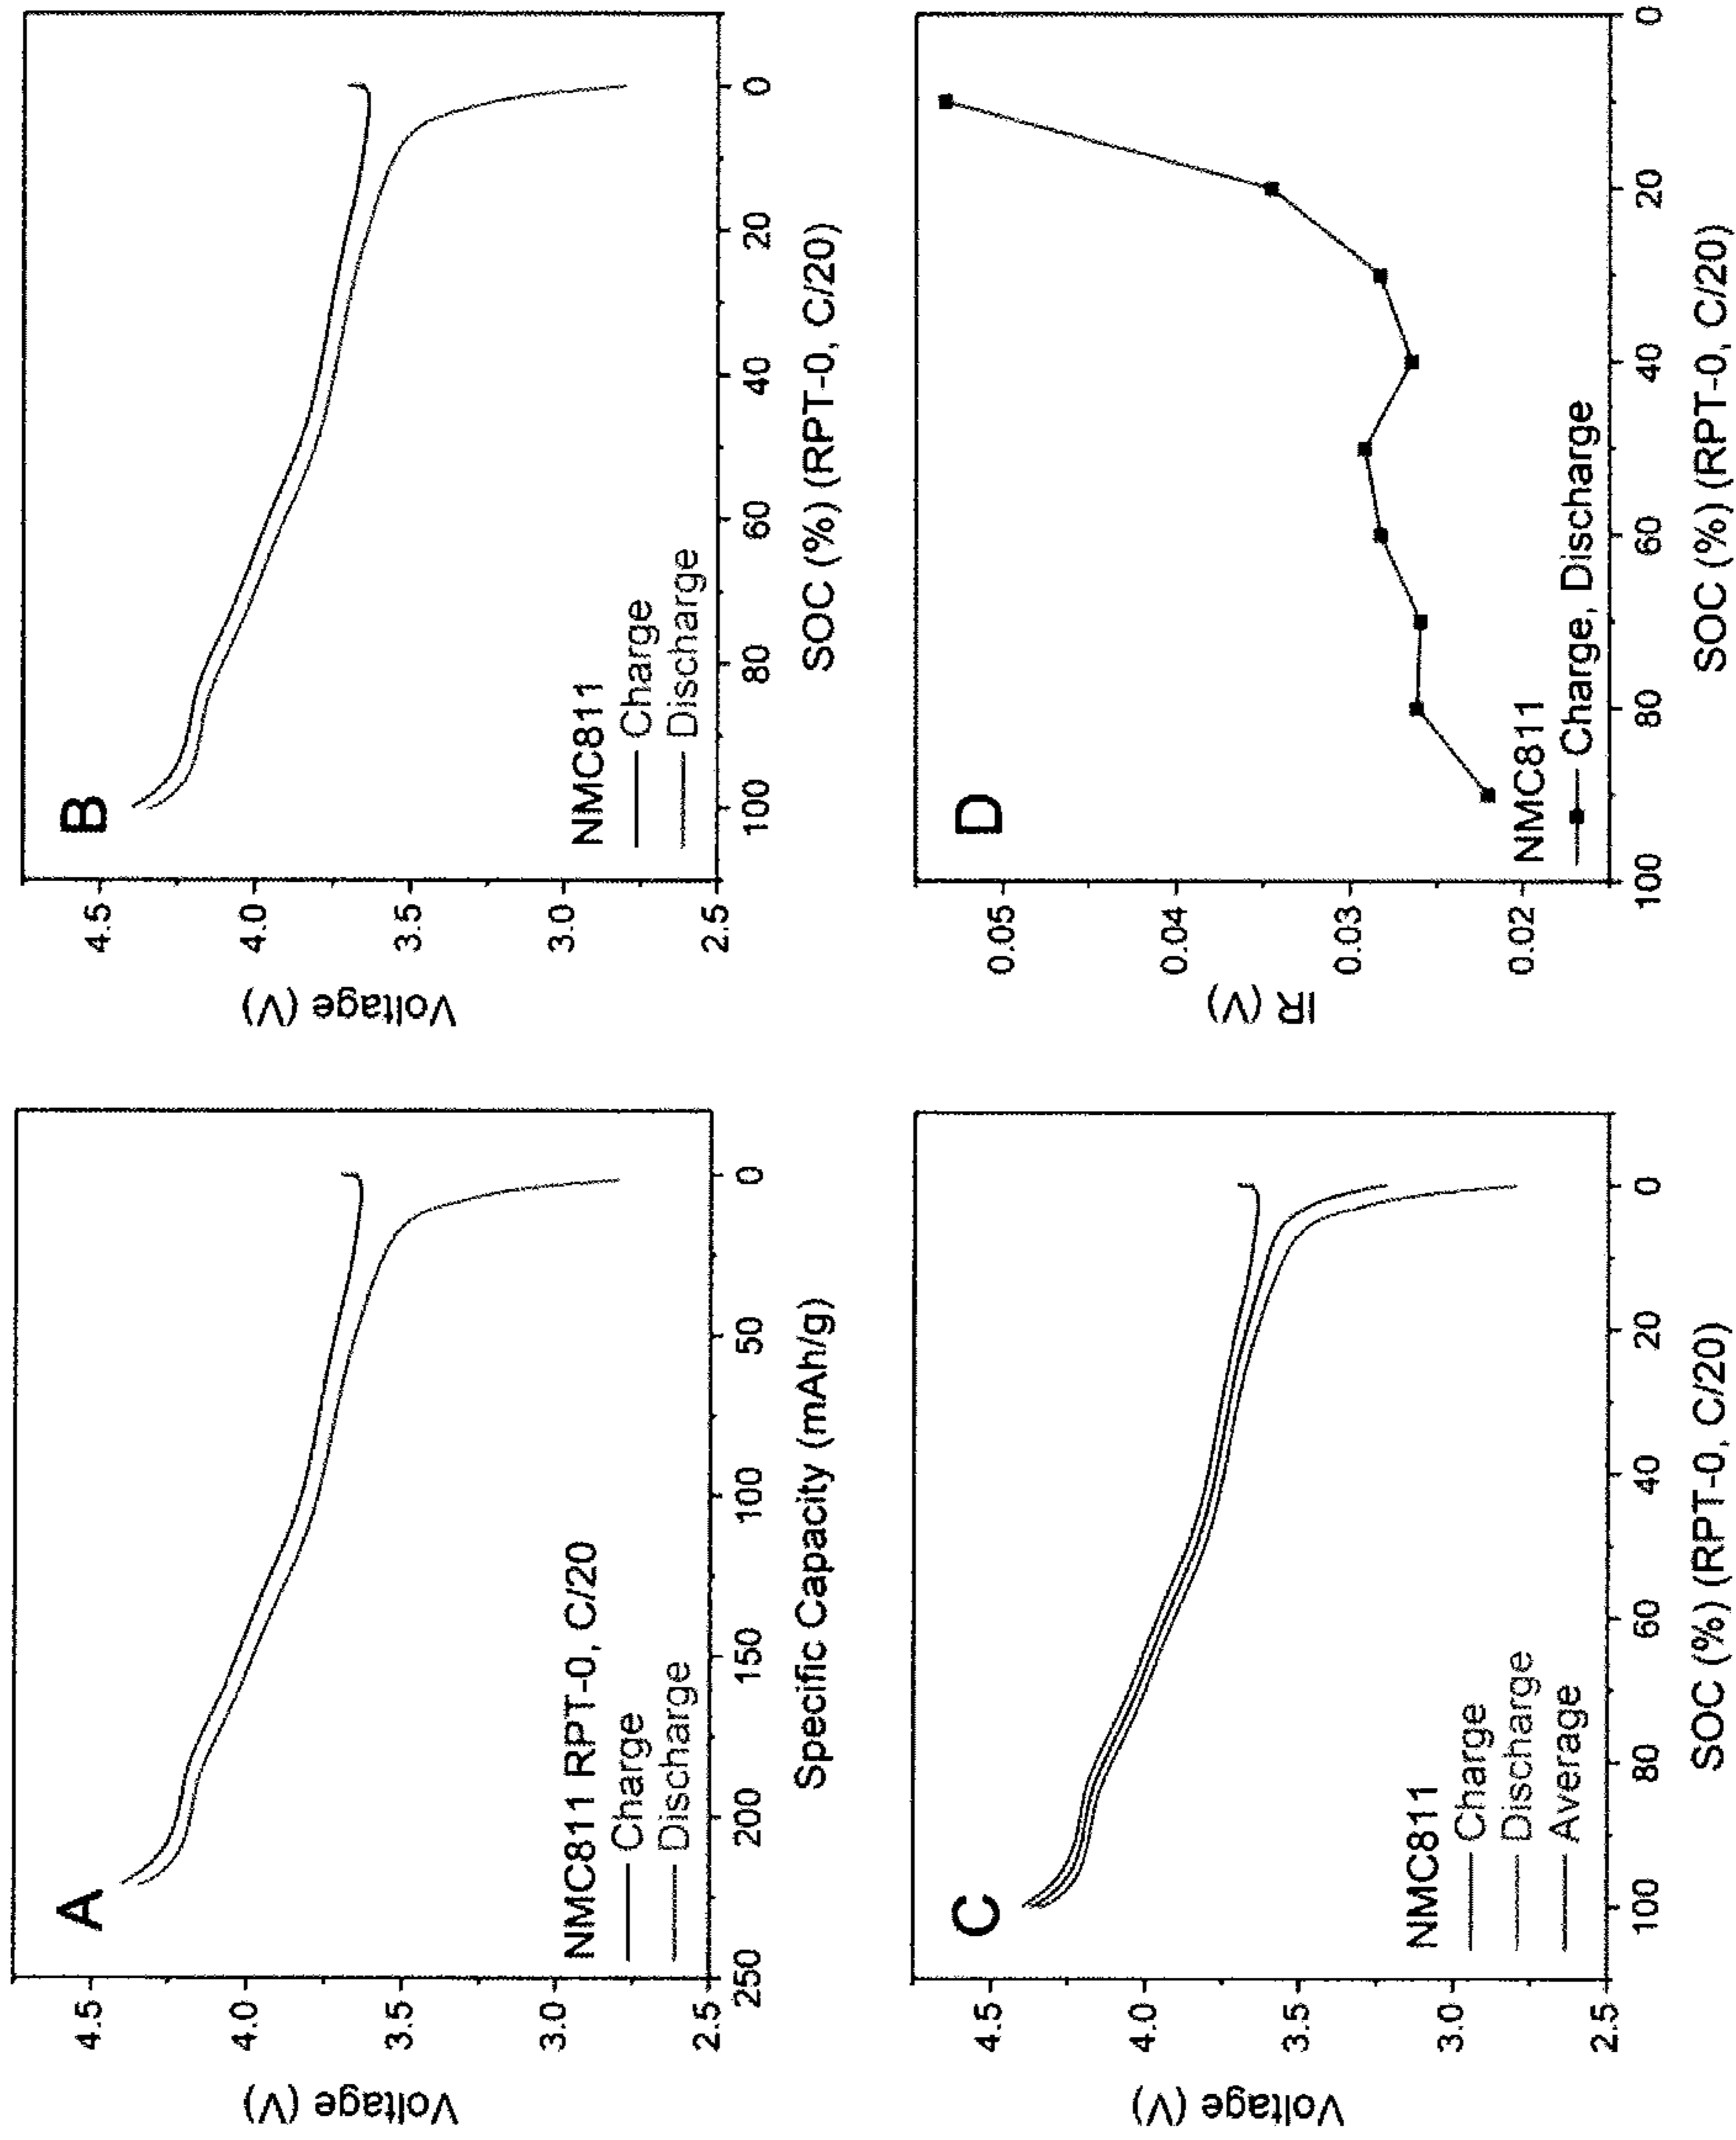 A
Voltage (V)
4.5
4.0
3.5
3.0
2.5
NMC811 RPT-0, C/20
Charge
Discharge
250 200 150 100 50 0
Specific Capacity (mAh/g)
B
Voltage (V)
4.5
4.0
3.5
3.0
2.5
NMC811
Charge
Discharge
100 80 60 40 20 0
SOC (%) (RPT-0, C/20)
C
Voltage (V)
4.5
4.0
3.5
3.0
2.5
NMC811
Charge
Discharge
Average
100 80 60 40 20 0
SOC (%) (RPT-0, C/20)
D
IR (V)
0.05
0.04
0.03
0.02
NMC811
Charge, Discharge
100 80 60 40 20 0
SOC (%) (RPT-0, C/20)